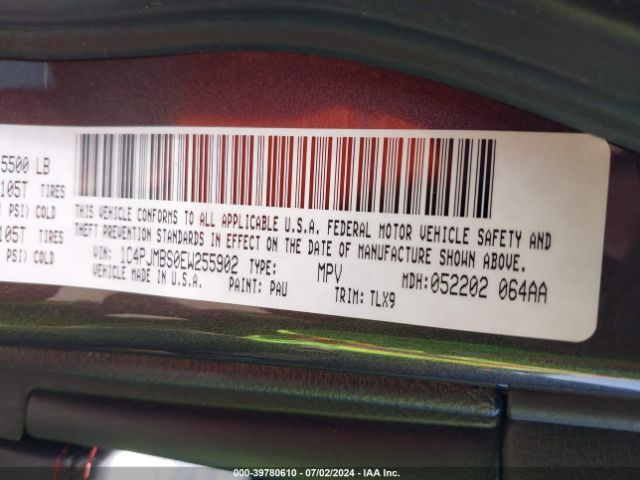 5500 LB
105T TIRES
PSI) COLD
105T TIRES
PSI) COLD
THIS VEHICLE CONFORMS TO ALL APPLICABLE U.S.A. FEDERAL MOTOR VEHICLE SAFETY AND
THEFT PREVENTION STANDARDS IN EFFECT ON THE DATE OF MANUFACTURE SHOWN ABOVE.
VIN: 1C4PJMBS0EW255902 TYPE: MPV MDH:052202 064AA
VEHICLE MADE IN U.S.A. PAINT: PAU TRIM: TLX9
000-39780610 - 07/02/2024 - IAA Inc.